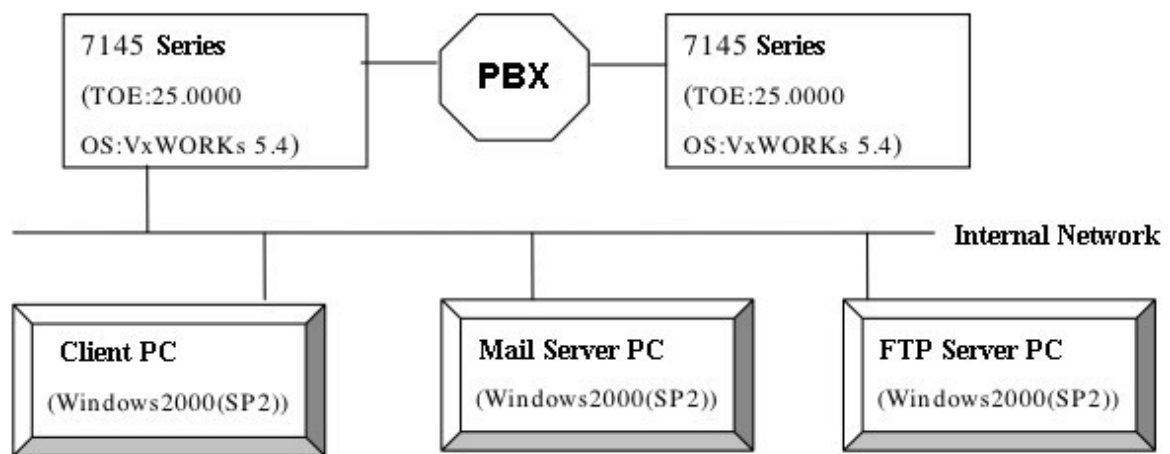 7145 Series
(TOE:25.0000
OS:VxWORKs 5.4)
PBX
7145 Series
(TOE:25.0000
OS:VxWORKs 5.4)
Internal Network
Client PC
(Windows2000(SP2))
Mail Server PC
(Windows2000(SP2))
FTP Server PC
(Windows2000(SP2))